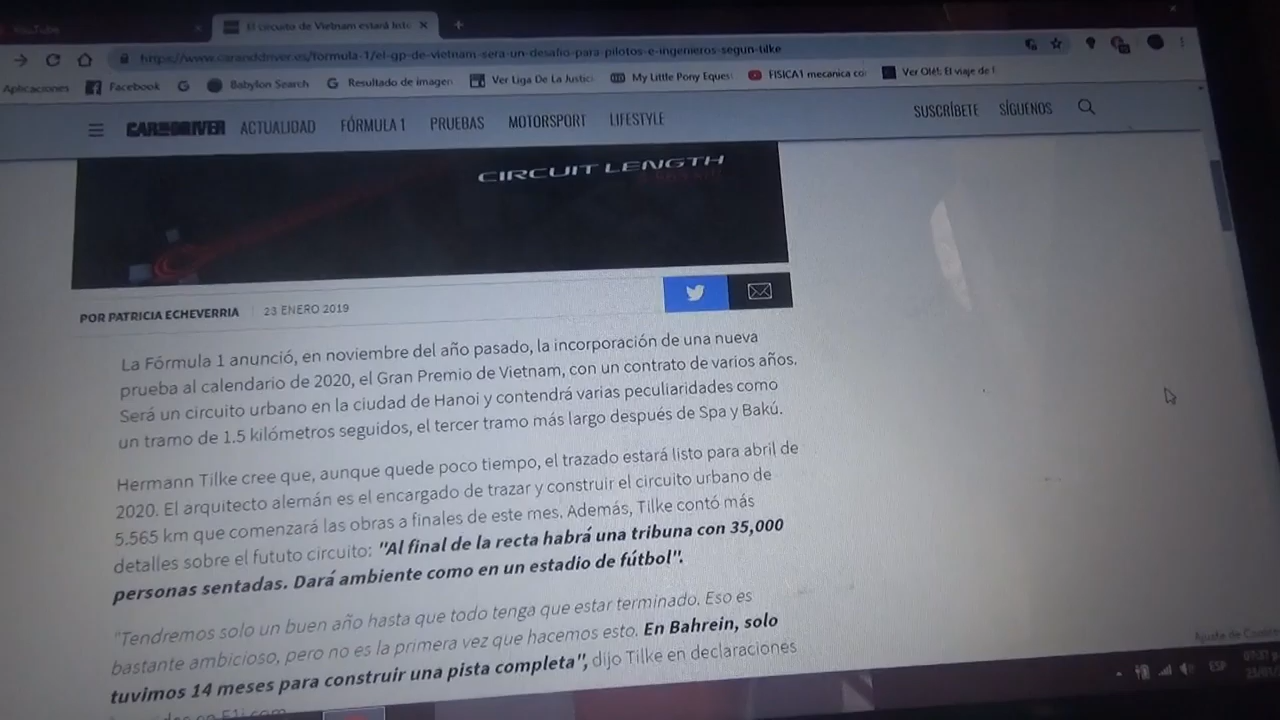 YouTube
El circuito de Vietnam estará listo
https://www.caranddriver.es/formula-1/el-gp-de-vietnam-sera-un-desafio-para-pilotos-e-ingenieros-segun-tilke
Aplicaciones Facebook Babylon Search Resultado de imagen Ver Liga De La Justici My Little Pony Equest FISICA1 mecanica co Ver Olé!: El viaje de
CAR AND DRIVER ACTUALIDAD FÓRMULA 1 PRUEBAS MOTORSPORT LIFESTYLE SUSCRÍBETE SÍGUENOS
CIRCUIT LENGTH
POR PATRICIA ECHEVERRIA | 23 ENERO 2019
La Fórmula 1 anunció, en noviembre del año pasado, la incorporación de una nueva
prueba al calendario de 2020, el Gran Premio de Vietnam, con un contrato de varios años.
Será un circuito urbano en la ciudad de Hanoi y contendrá varias peculiaridades como
un tramo de 1.5 kilómetros seguidos, el tercer tramo más largo después de Spa y Bakú.
Hermann Tilke cree que, aunque quede poco tiempo, el trazado estará listo para abril de
2020. El arquitecto alemán es el encargado de trazar y construir el circuito urbano de
5.565 km que comenzará las obras a finales de este mes. Además, Tilke contó más
detalles sobre el fututo circuito: "Al final de la recta habrá una tribuna con 35,000
personas sentadas. Dará ambiente como en un estadio de fútbol".
"Tendremos solo un buen año hasta que todo tenga que estar terminado. Eso es
bastante ambicioso, pero no es la primera vez que hacemos esto. En Bahrein, solo
tuvimos 14 meses para construir una pista completa", dijo Tilke en declaraciones
ESP